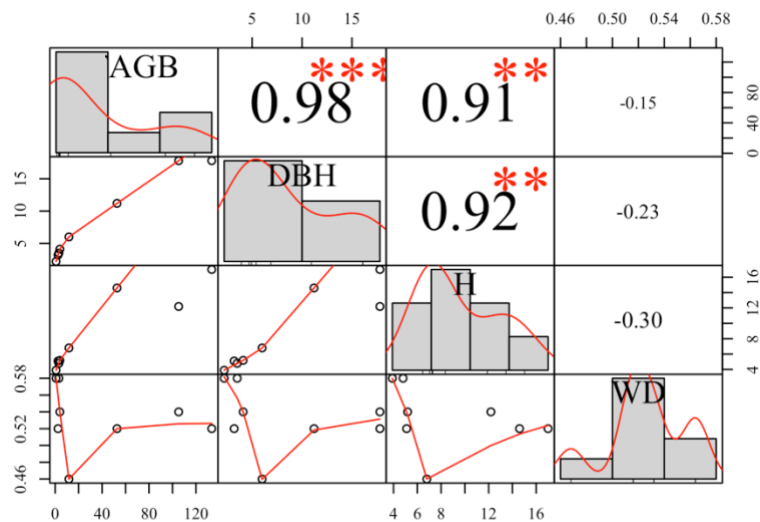 5 10 15 0.46 0.50 0.54 0.58
AGB 0.98 *** 0.91 ** -0.15 0 40 80
5 10 15 DBH 0.92 ** -0.23
H -0.30 4 8 12 16
0.46 0.52 0.58 WD
0 40 80 120 4 6 8 12 16